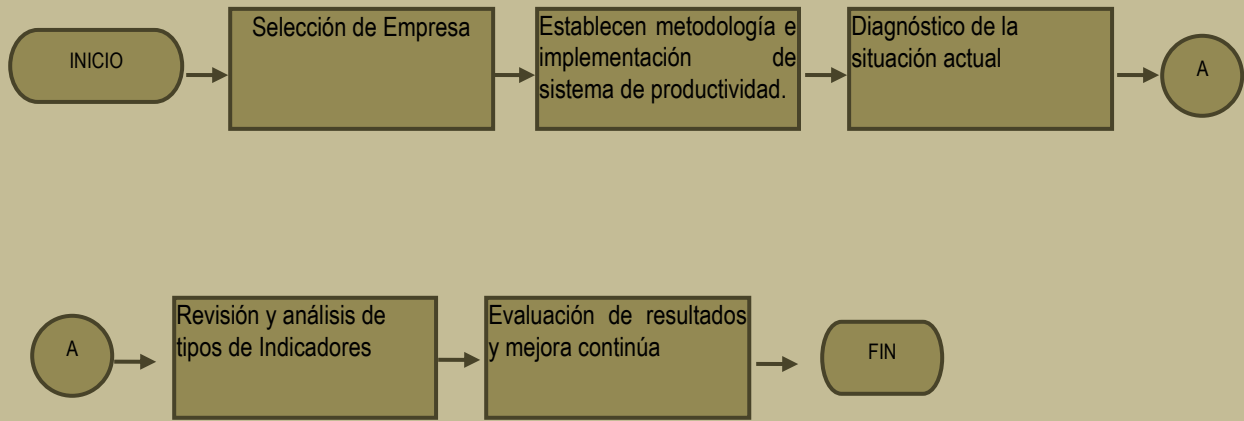 INICIO
Selección de Empresa
Establecen metodología e
implementación de
sistema de productividad.
Diagnóstico de la
situación actual
A
A
Revisión y análisis de
tipos de Indicadores
Evaluación de resultados
y mejora continúa
FIN